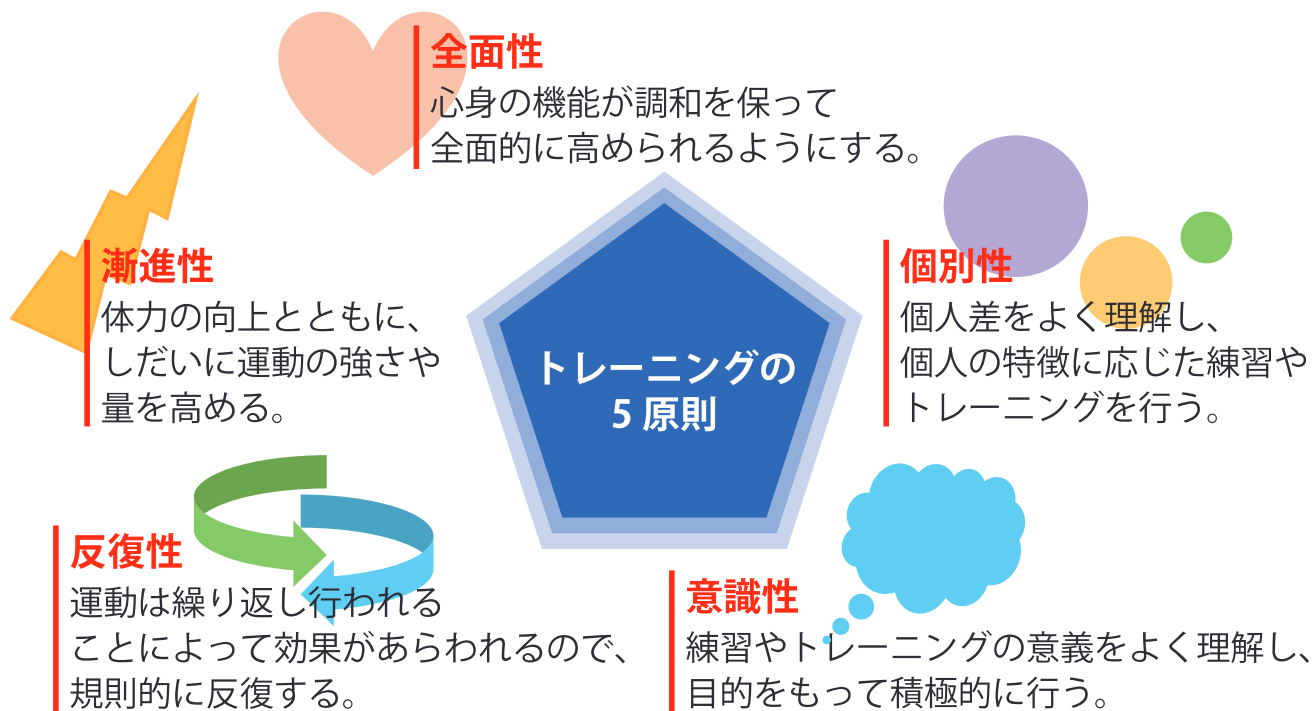 全面性
心身の機能が調和を保って
全面的に高められるようにする。
漸進性
体力の向上とともに、
しだいに運動の強さや
量を高める。
個別性
個人差をよく理解し、
個人の特徴に応じた練習や
トレーニングを行う。
トレーニングの
5 原則
反復性
運動は繰り返し行われる
ことによって効果があらわれるので、
規則的に反復する。
意識性
練習やトレーニングの意義をよく理解し、
目的をもって積極的に行う。